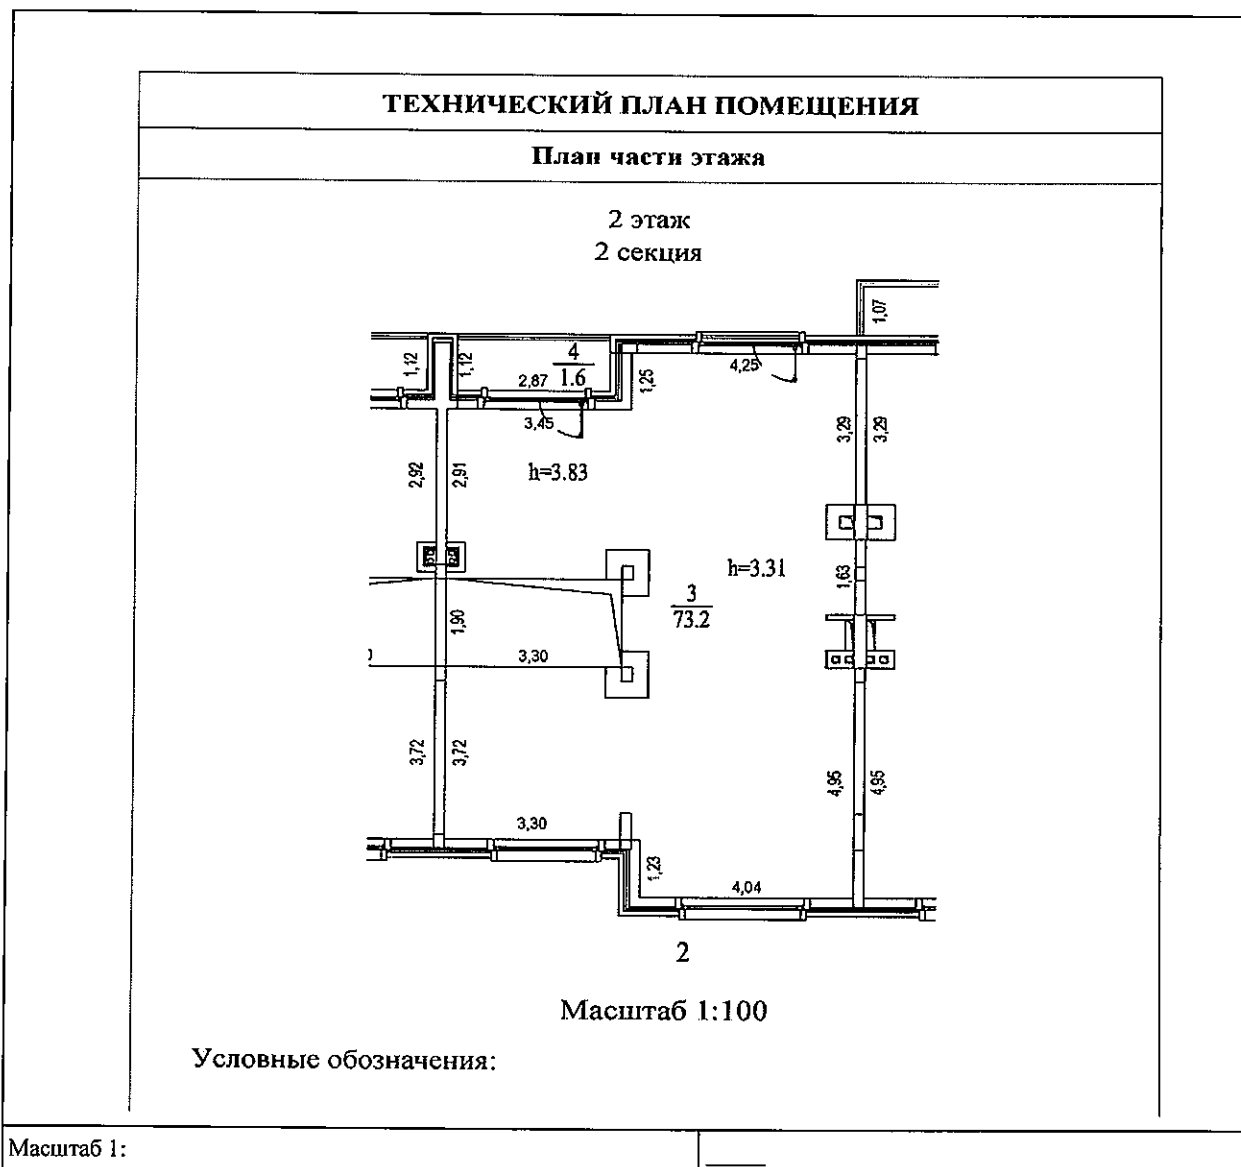 ТЕХНИЧЕСКИЙ ПЛАН ПОМЕЩЕНИЯ
План части этажа
2 этаж
2 секция
1,07
1,12
1,12
4
1.6
2,87
1,25
4,25
3,45
3,29
3,29
2,92
2,91
h=3.83
h=3.31
1,63
3
73.2
1,90
3,30
3,72
3,72
4,95
4,95
3,30
1,23
4,04
2
Масштаб 1:100
Условные обозначения:
Масштаб 1: